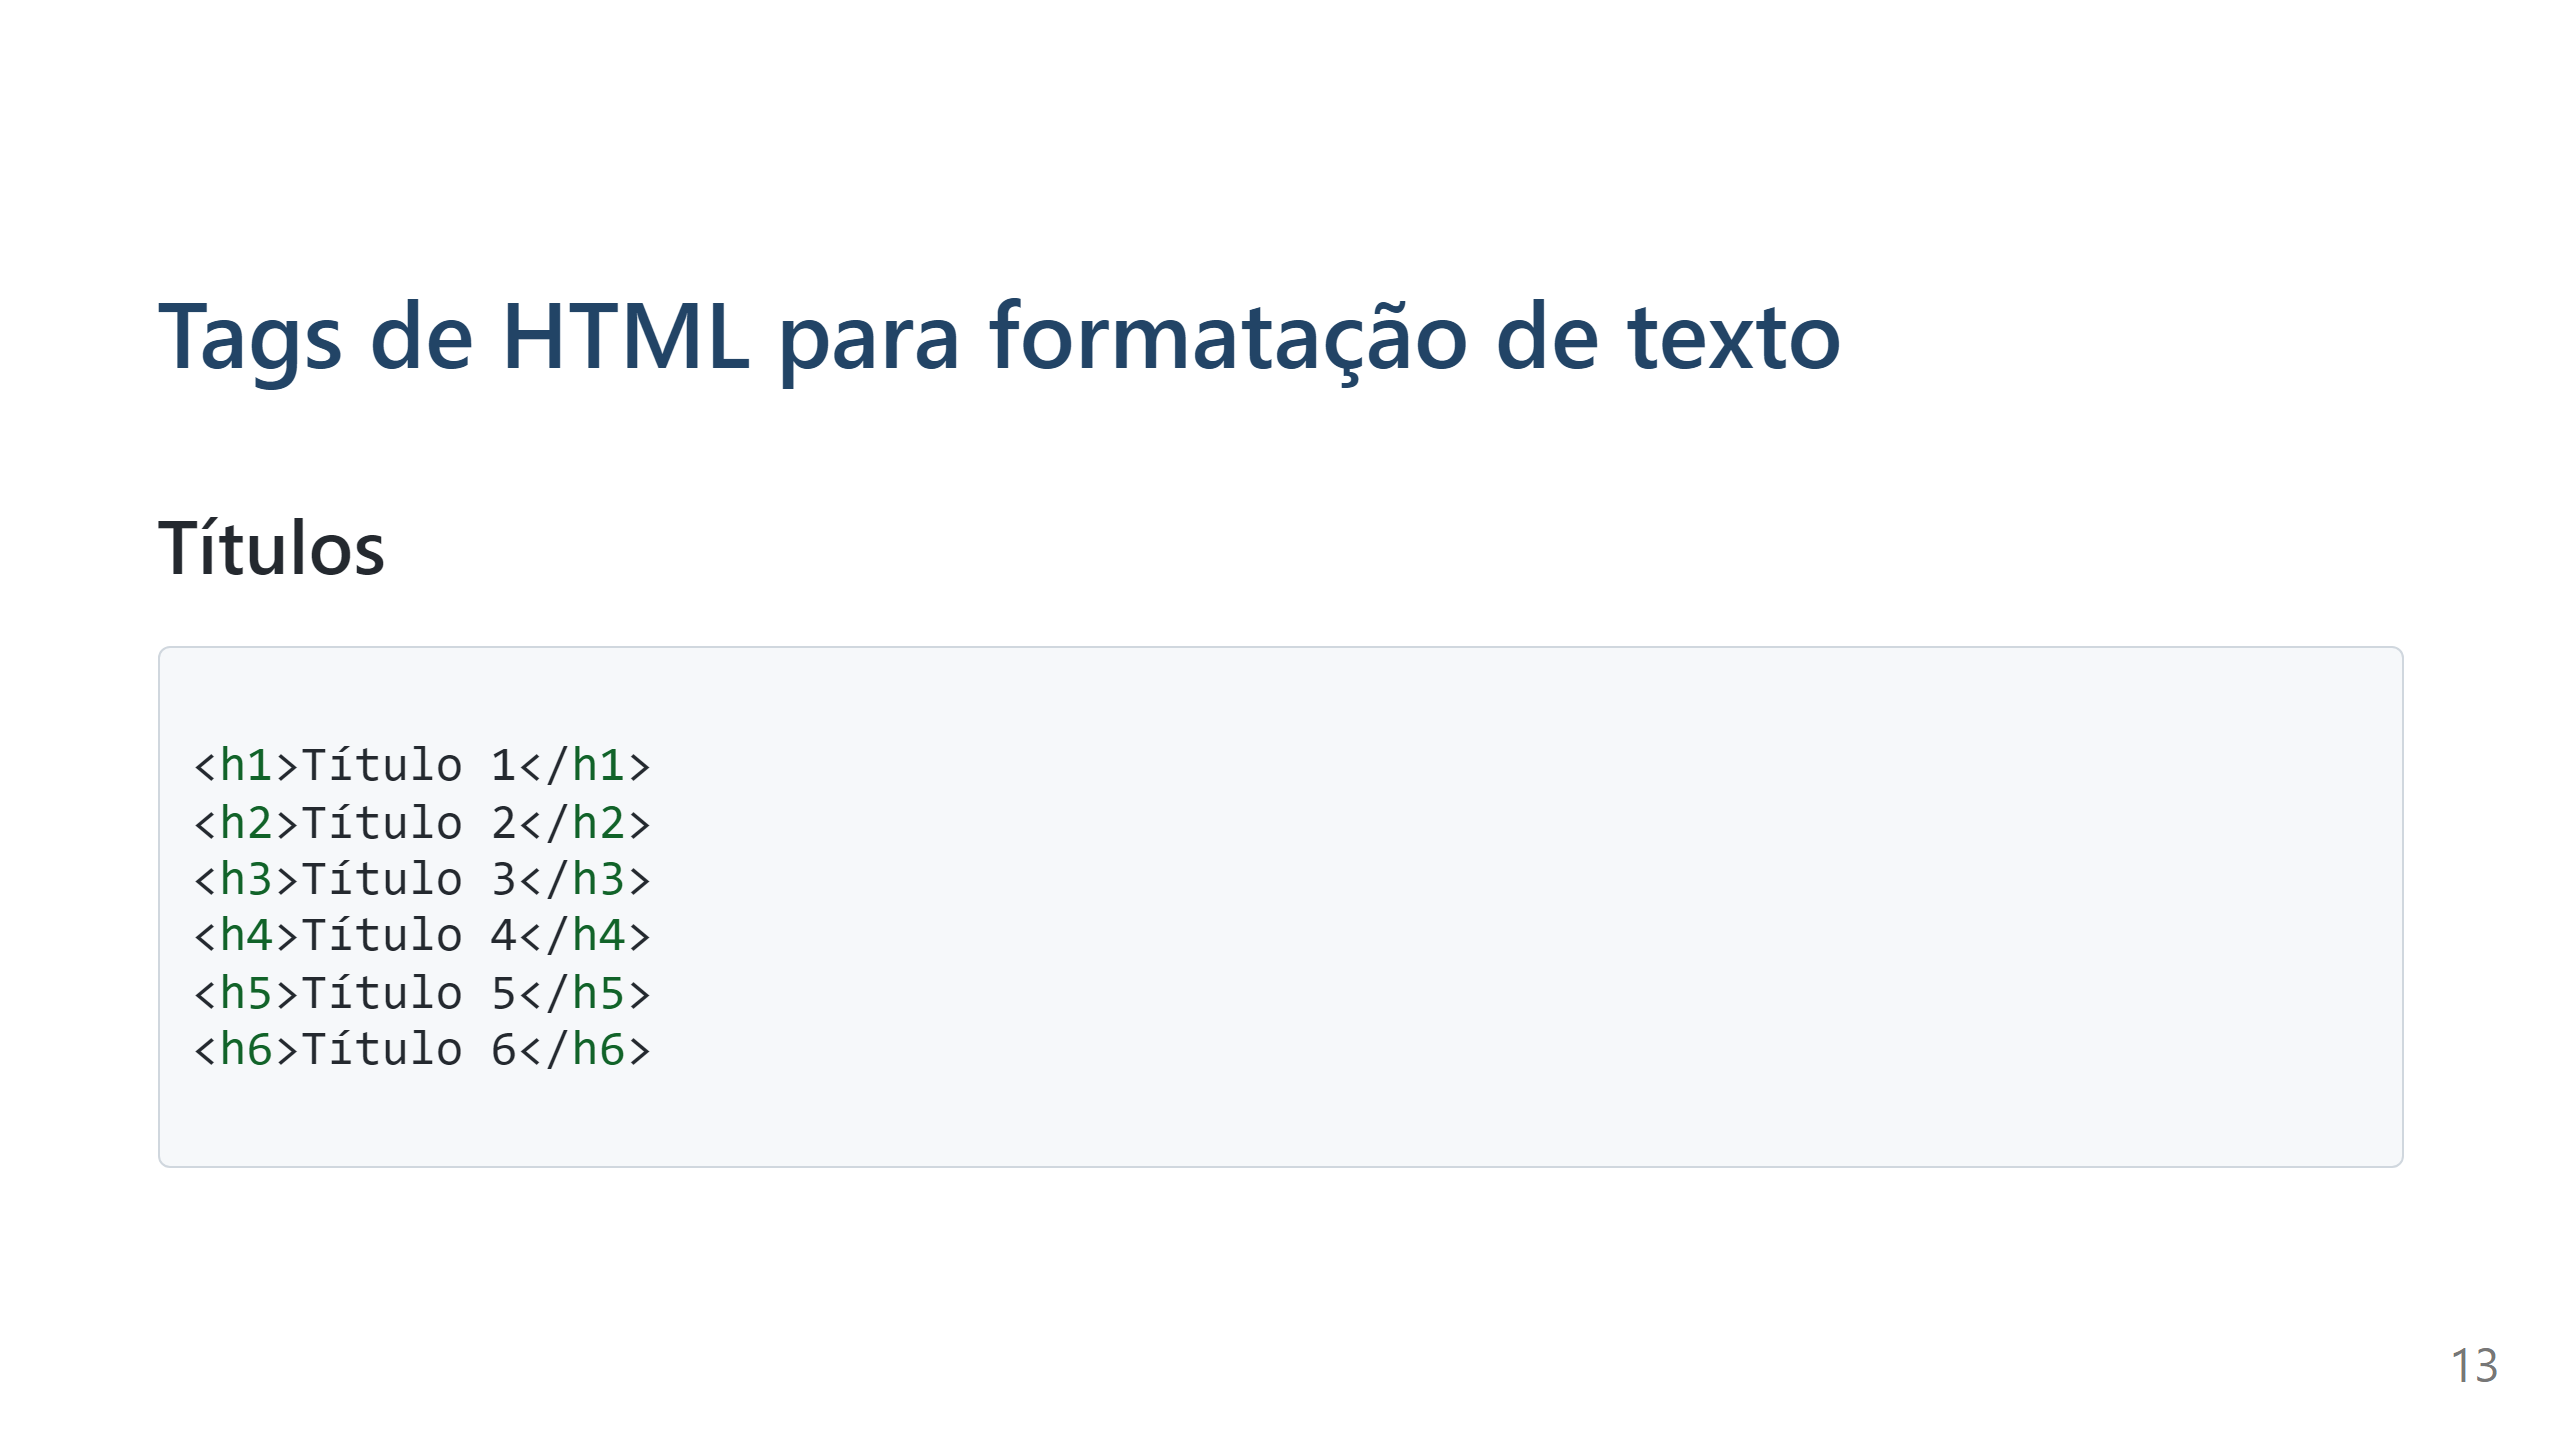 Tags de HTML para formatação de texto
Títulos
<h1>Título 1</h1>
<h2>Título 2</h2>
<h3>Título 3</h3>
<h4>Título 4</h4>
<h5>Título 5</h5>
<h6>Título 6</h6>
13